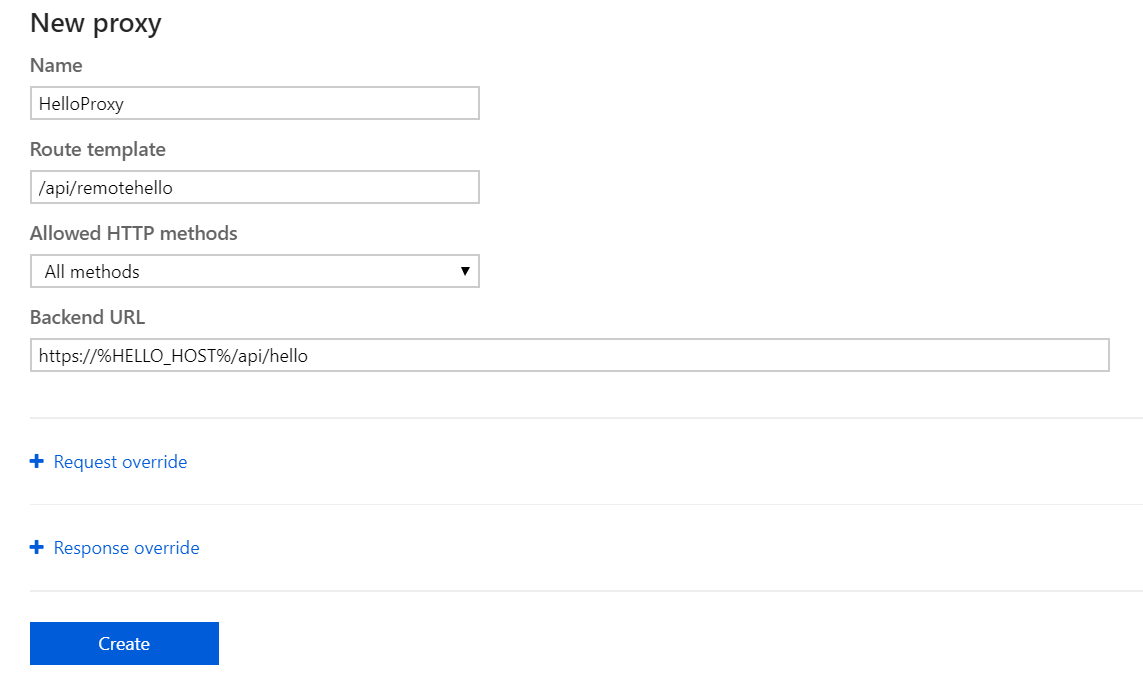 New proxy
Name
HelloProxy
Route template
/api/remotehello
Allowed HTTP methods
All methods
Backend URL
https://%HELLO_HOST%/api/hello
Request override
Response override
Create